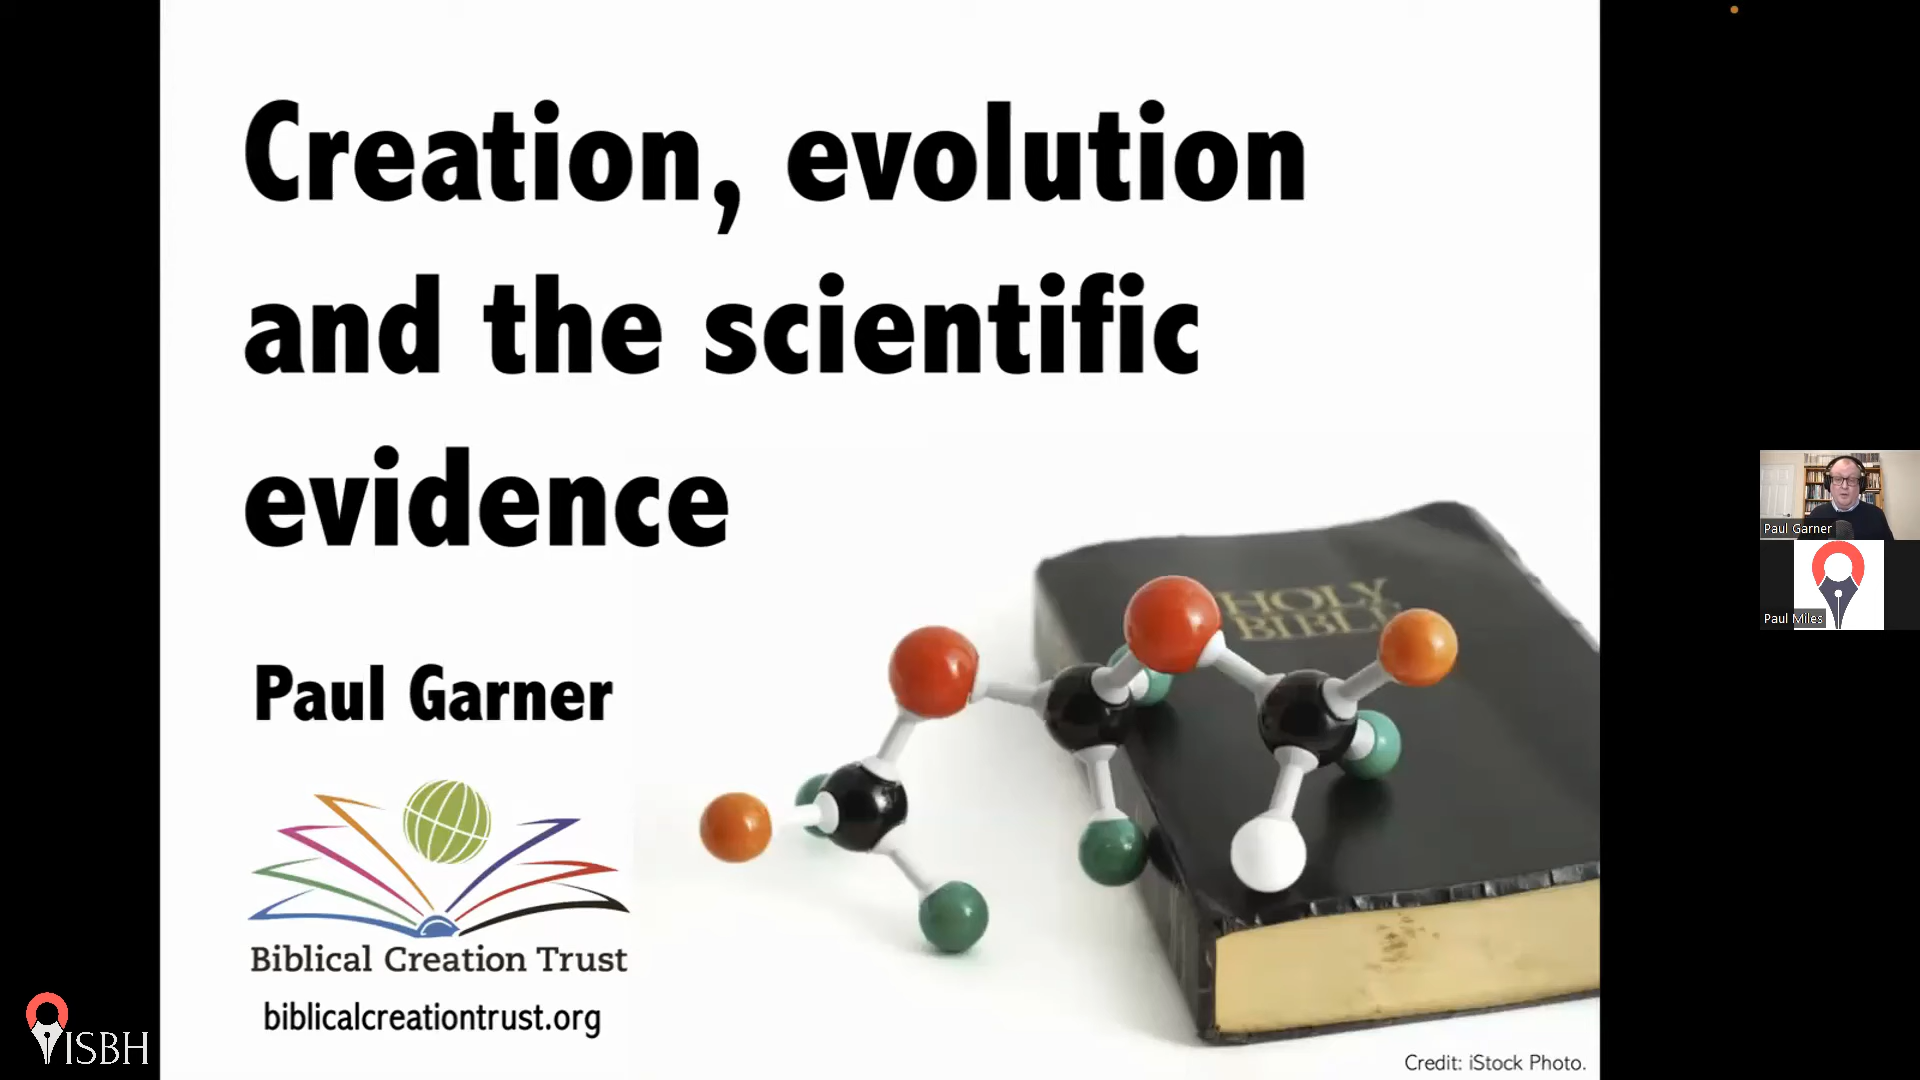 Creation, evolution
and the scientific
evidence
Paul Garner
Biblical Creation Trust
biblicalcreationtrust.org
HOLY
BIBLE
Credit: iStock Photo.
Paul Garner
Paul Miles
ISBH